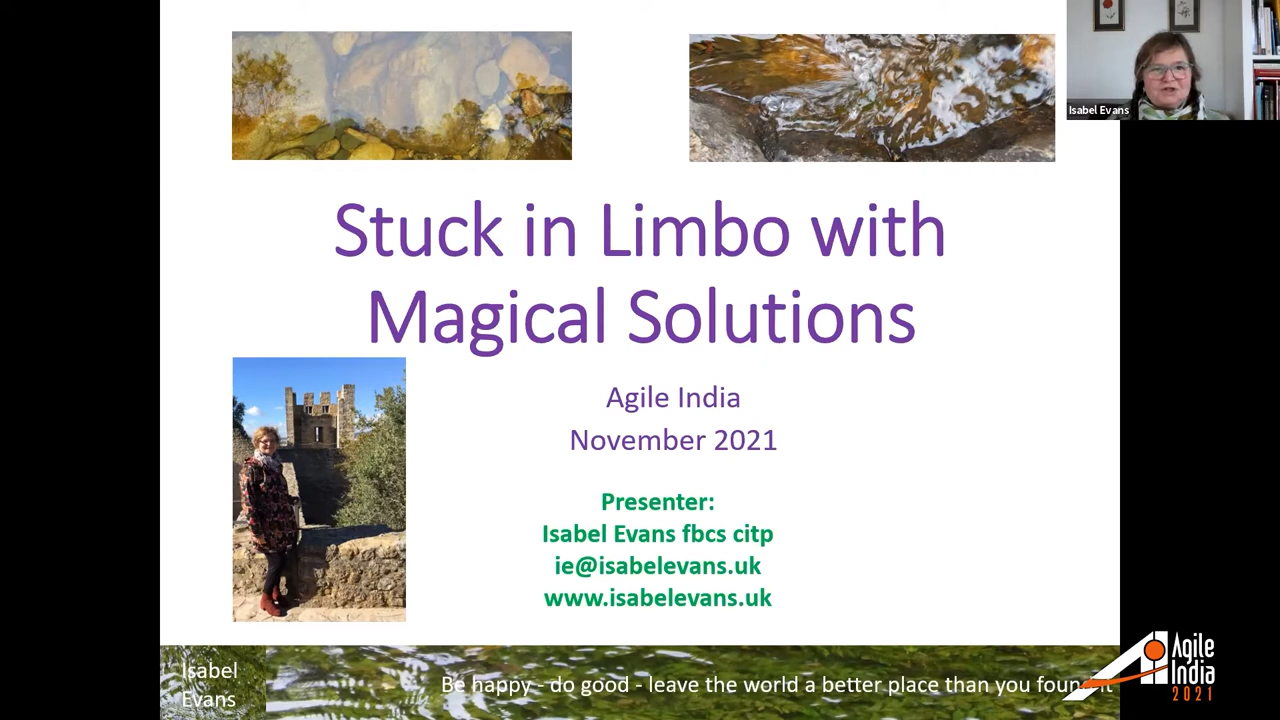 Isabel Evans
Stuck in Limbo with
Magical Solutions
Agile India
November 2021
Presenter:
Isabel Evans fbcs citp
ie@isabelevans.uk
www.isabelevans.uk
Isabel
Evans
Be happy - do good - leave the world a better place than you found it
Agile
India
2021